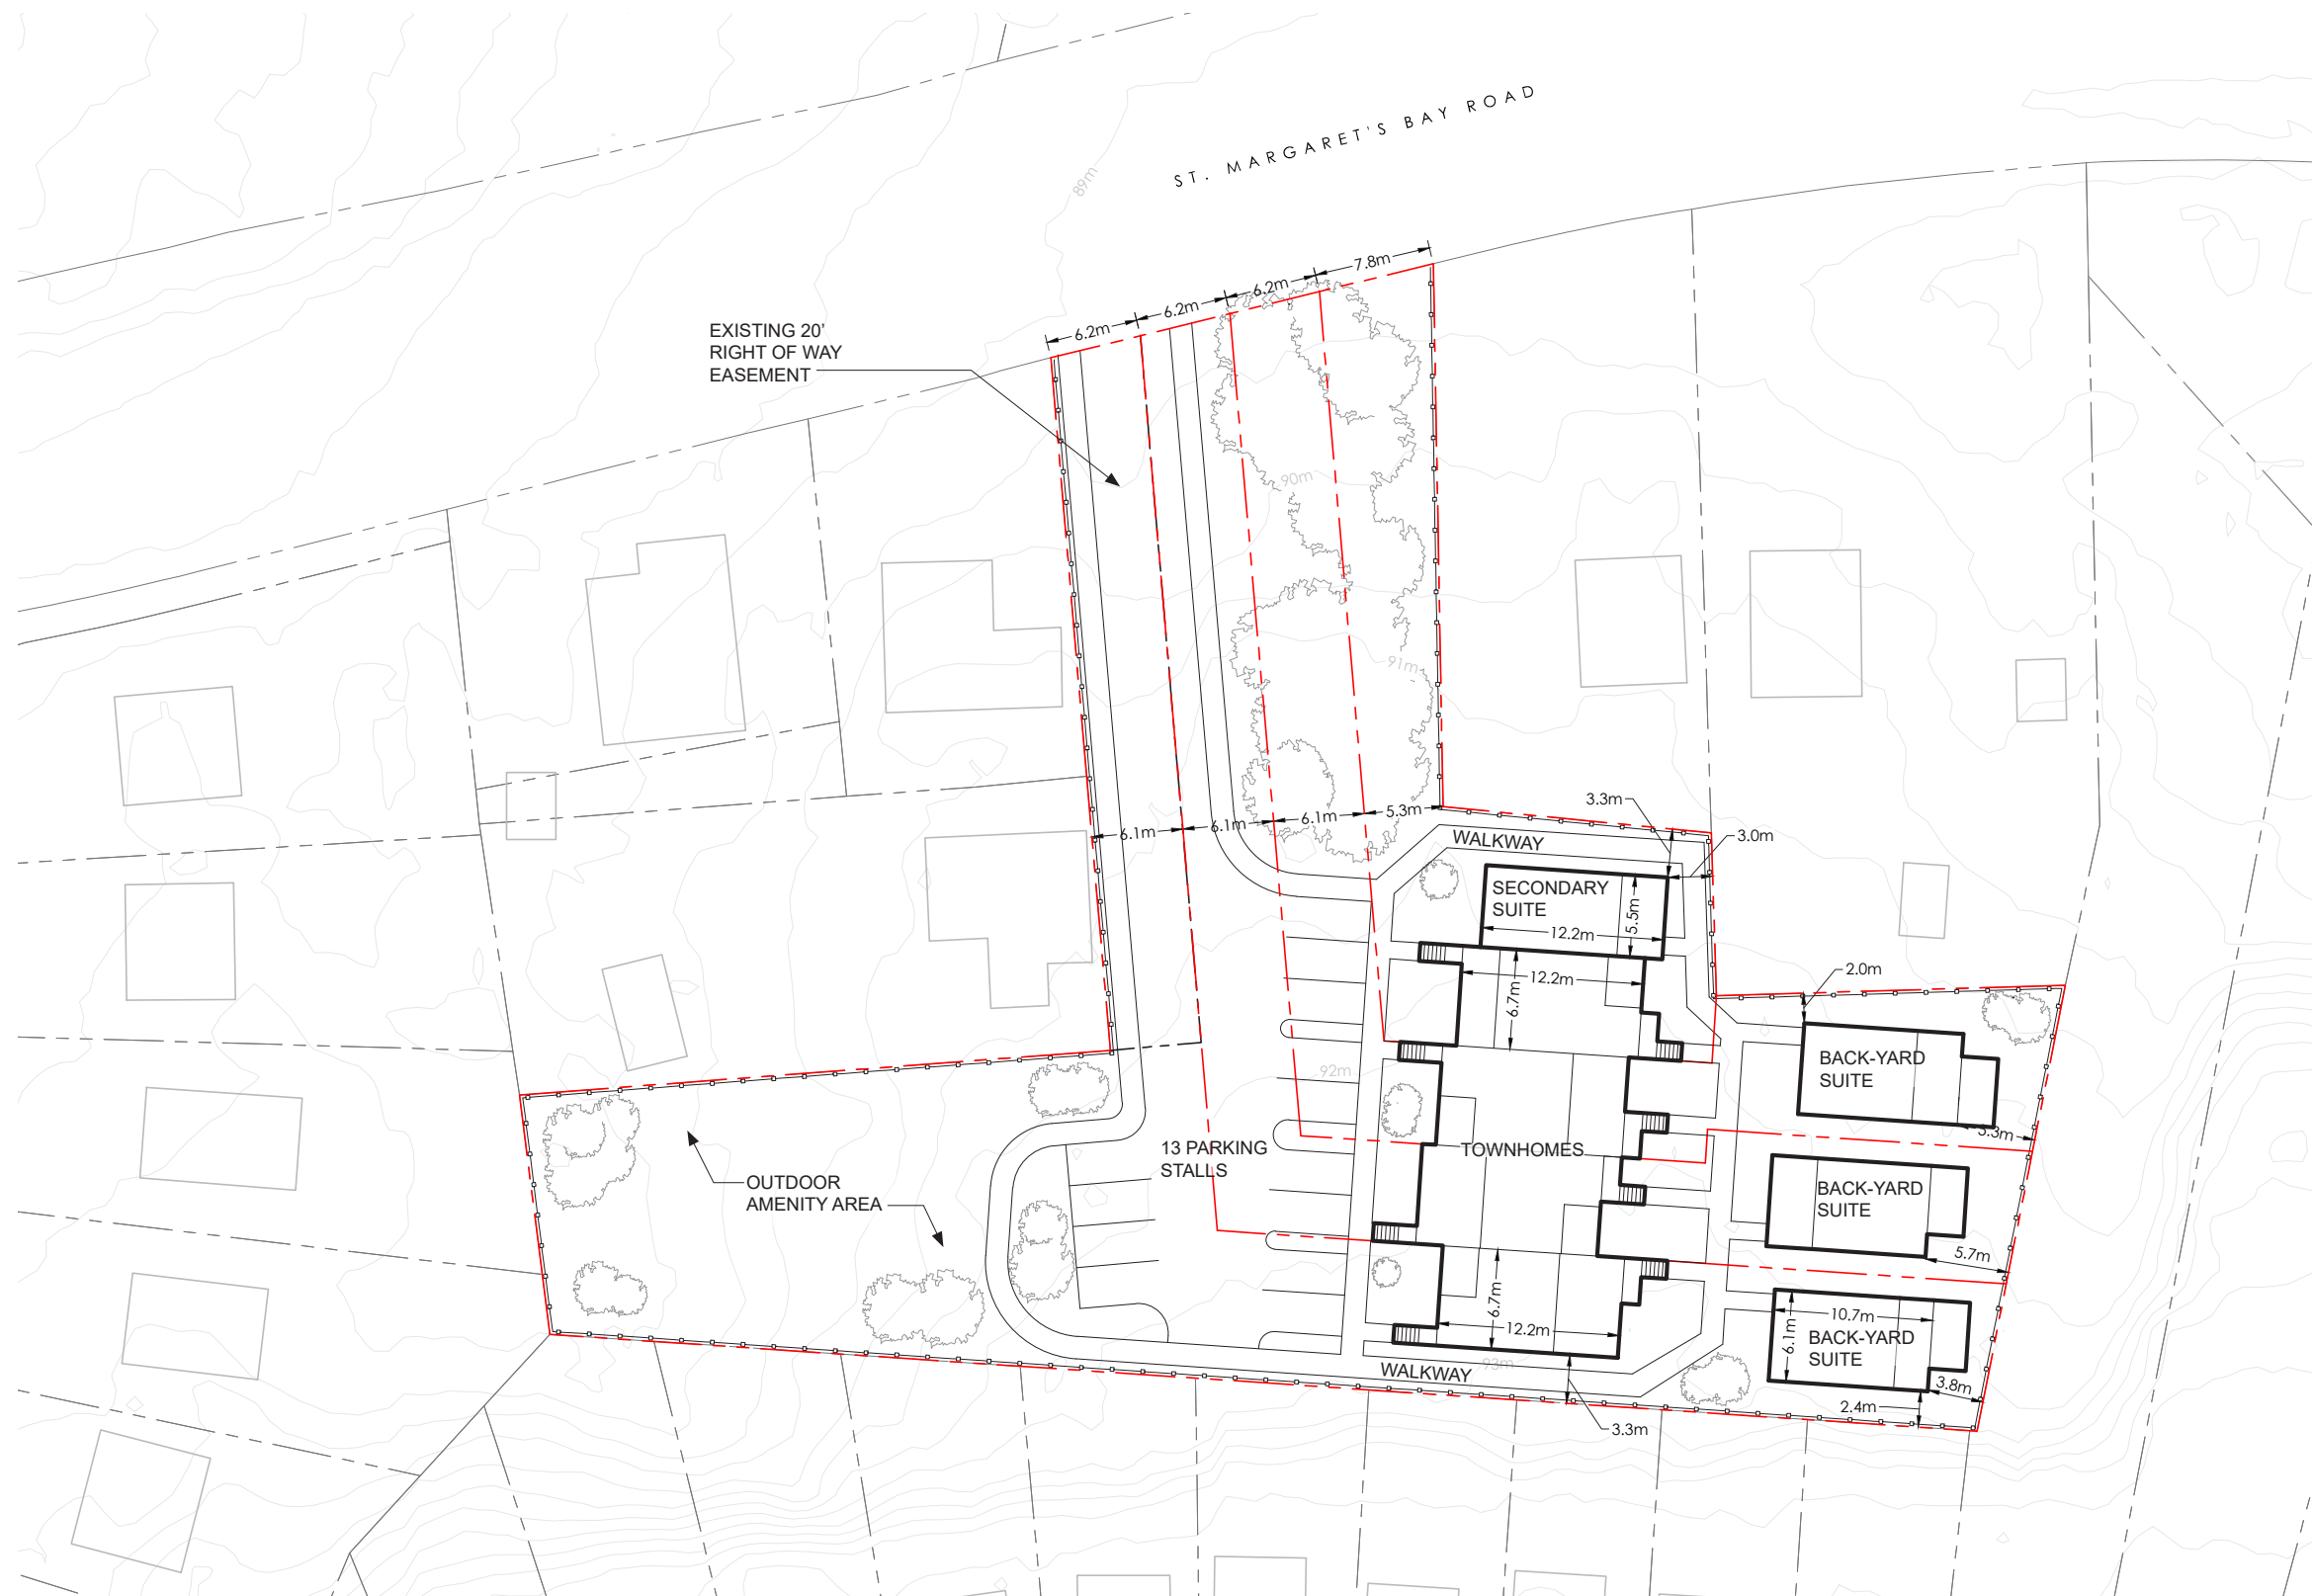 ST. MARGARET'S BAY ROAD
89m
7.8m
6.2m
6.2m
6.2m
EXISTING 20'
RIGHT OF WAY
EASEMENT
90m
91m
3.3m
5.3m
6.1m
6.1m
6.1m
3.0m
WALKWAY
SECONDARY
SUITE
5.5m
12.2m
2.0m
12.2m
6.7m
BACK-YARD
SUITE
92m
3.3m
13 PARKING
STALLS
TOWNHOMES
OUTDOOR
AMENITY AREA
BACK-YARD
SUITE
5.7m
6.7m
10.7m
12.2m
6.1m
BACK-YARD
SUITE
93m
WALKWAY
3.8m
2.4m
3.3m